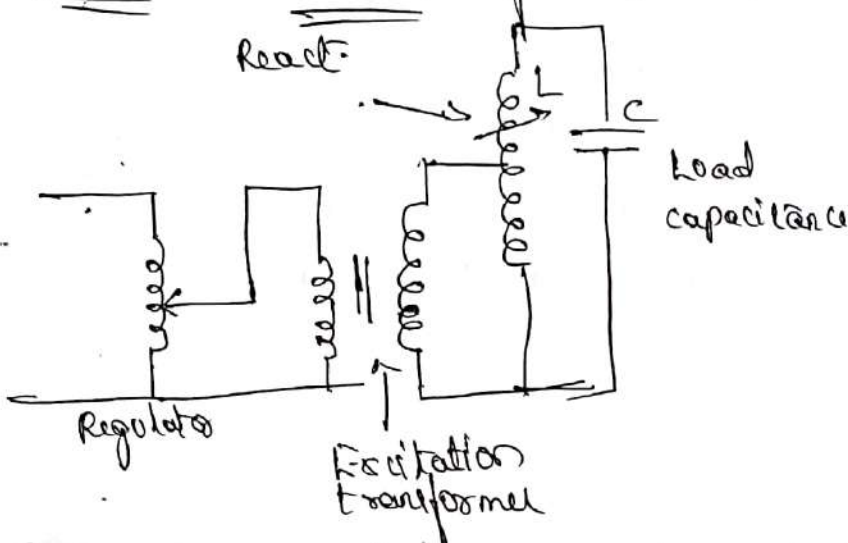 React.
L
C
Load
capacitance
Regulator
Excitation
transformer